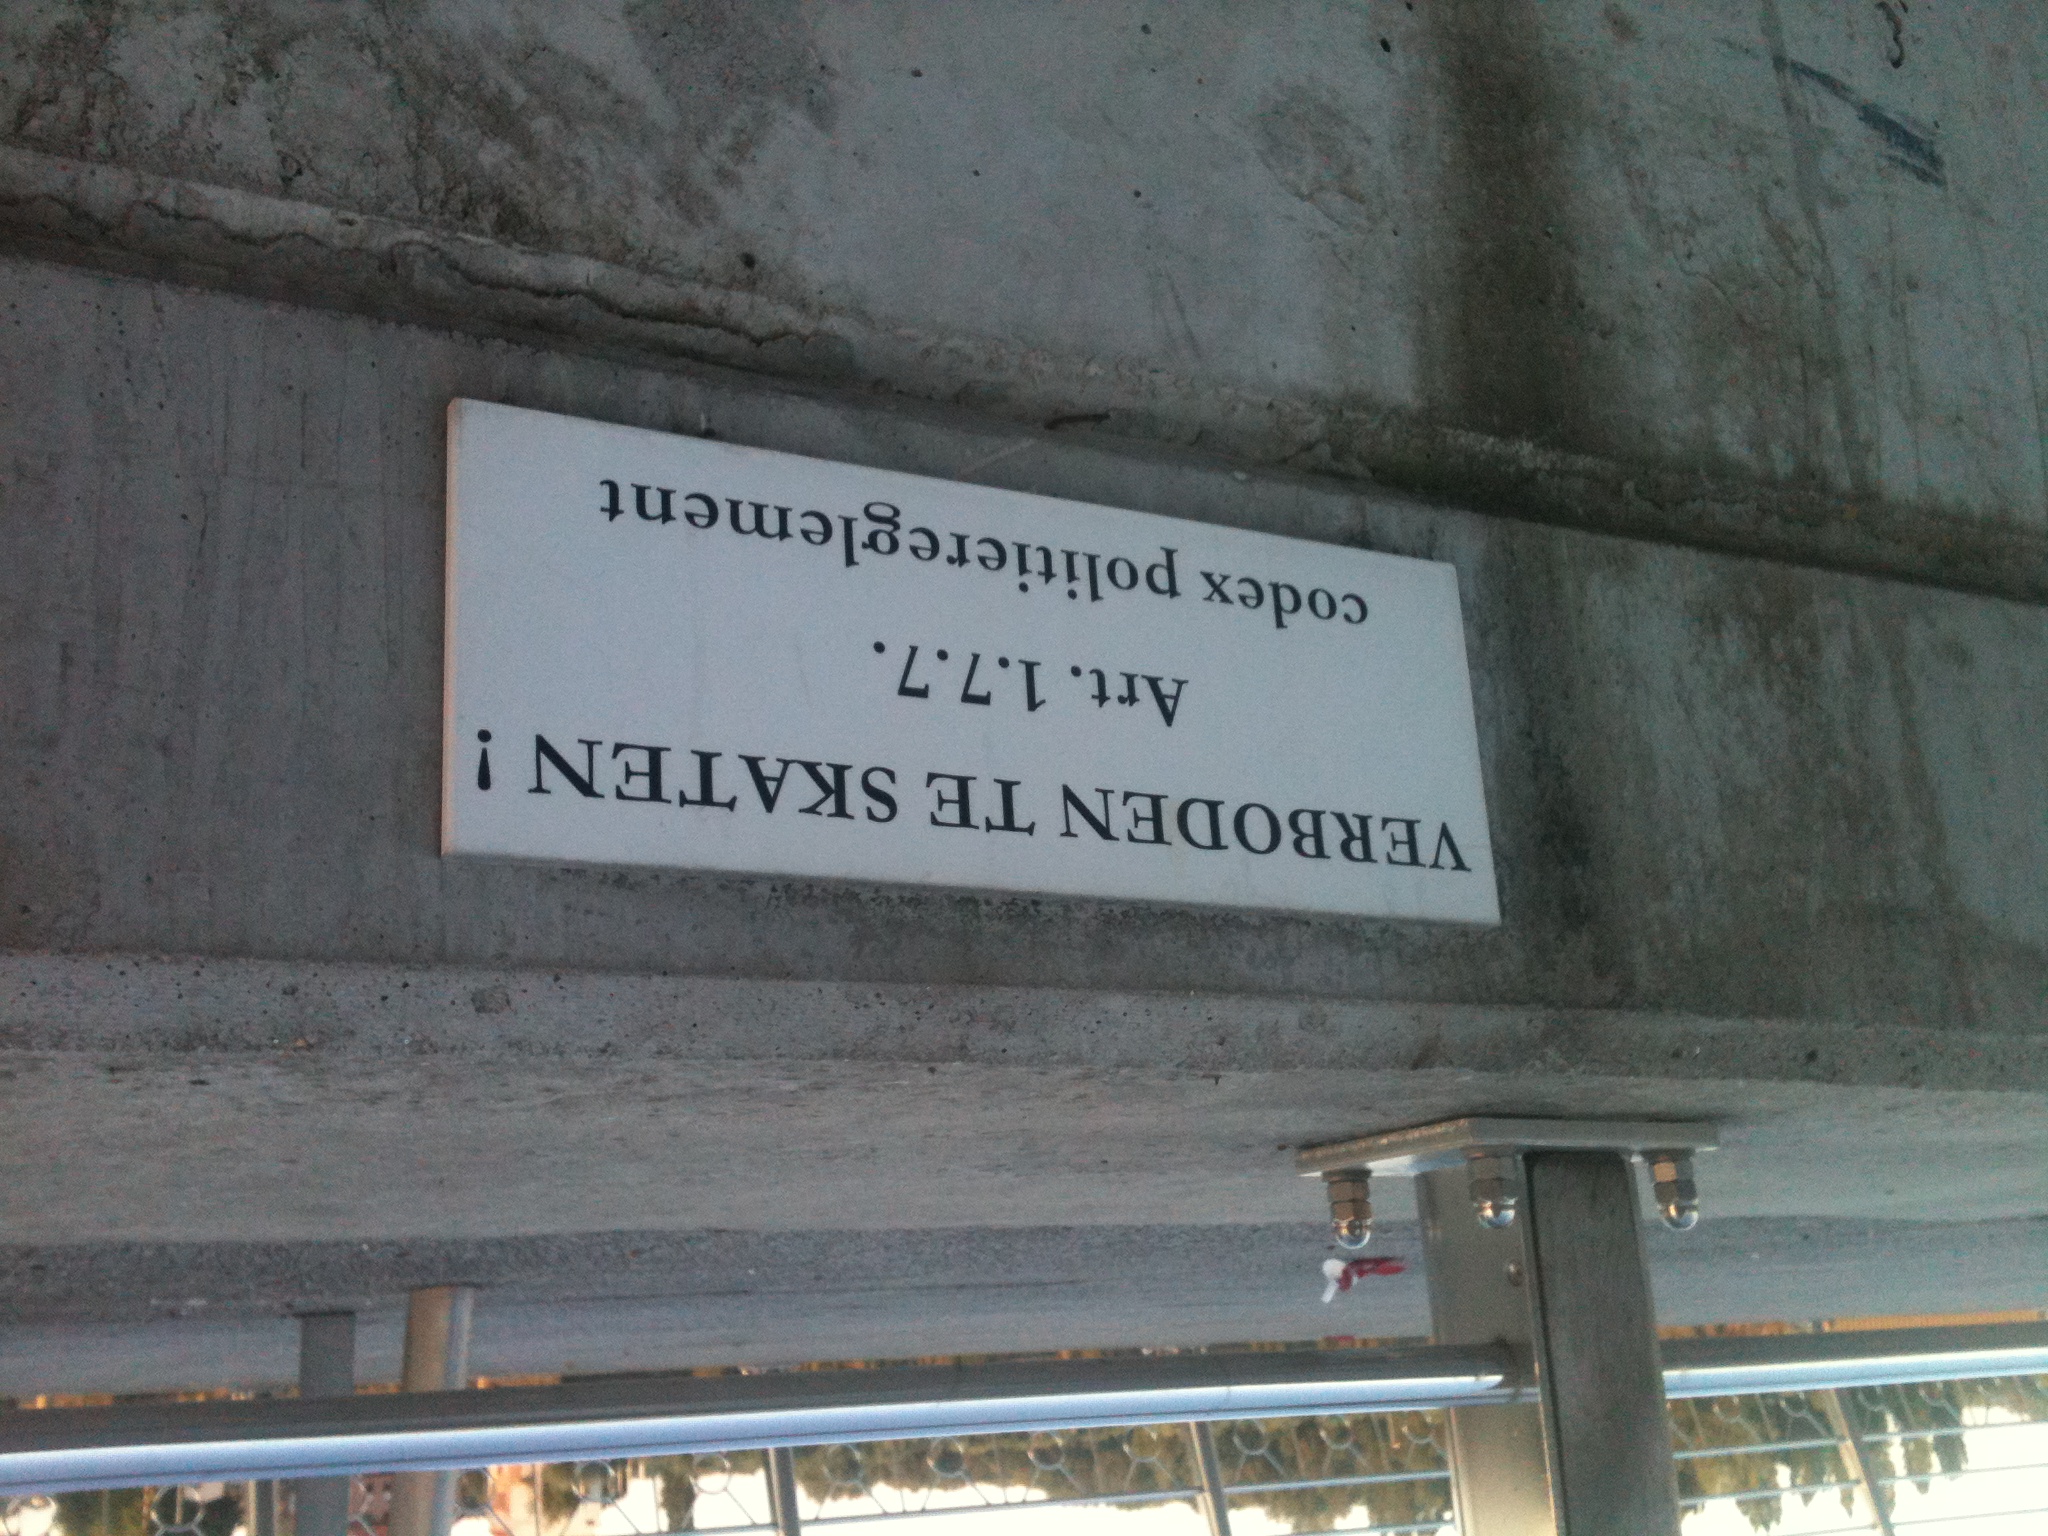 VERBODEN TE SKATEN !
Art. 1.7.7.
codex politiereglement